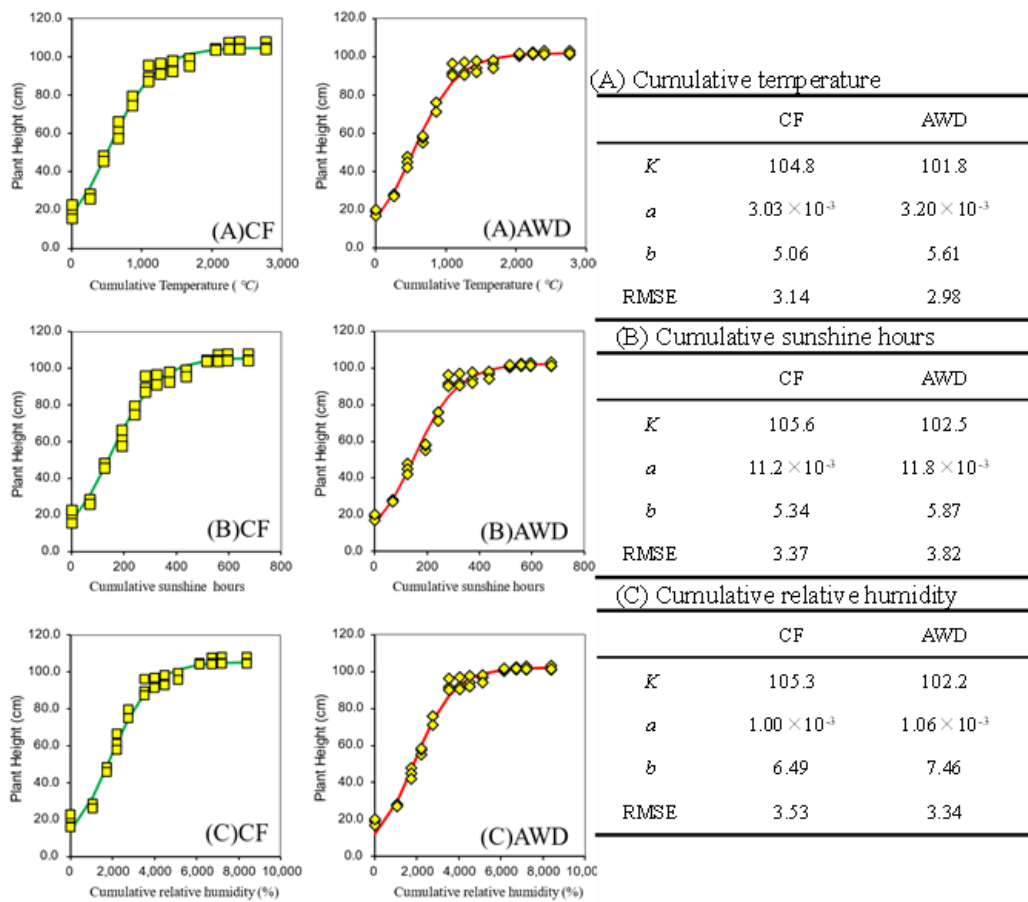 120.0
100.0
80.0
60.0
40.0
20.0
0.0
Plant Height (cm)
(A)CF
0 1,000 2,000 3,000
Cumulative Temperature ( °C)
120.0
100.0
80.0
60.0
40.0
20.0
0.0
Plant Height (cm)
(A)AWD
0 1,000 2,000 3,00
Cumulative Temperature ( °C)
(A) Cumulative temperature
CF AWD
K 104.8 101.8
a 3.03 × 10⁻³ 3.20 × 10⁻³
b 5.06 5.61
RMSE 3.14 2.98
120.0
100.0
80.0
60.0
40.0
20.0
0.0
Plant Height (cm)
(B)CF
0 200 400 600 800
Cumulative sunshine hours
120.0
100.0
80.0
60.0
40.0
20.0
0.0
Plant Height (cm)
(B)AWD
0 200 400 600 800
Cumulative sunshine hours
(B) Cumulative sunshine hours
CF AWD
K 105.6 102.5
a 11.2 × 10⁻³ 11.8 × 10⁻³
b 5.34 5.87
RMSE 3.37 3.82
120.0
100.0
80.0
60.0
40.0
20.0
0.0
Plant Height (cm)
(C)CF
0 2,000 4,000 6,000 8,000 10,000
Cumulative relative humidity (%)
120.0
100.0
80.0
60.0
40.0
20.0
0.0
Plant Height (cm)
(C)AWD
0 2,000 4,000 6,000 8,000 10,000
Cumulative relative humidity (%)
(C) Cumulative relative humidity
CF AWD
K 105.3 102.2
a 1.00 × 10⁻³ 1.06 × 10⁻³
b 6.49 7.46
RMSE 3.53 3.34